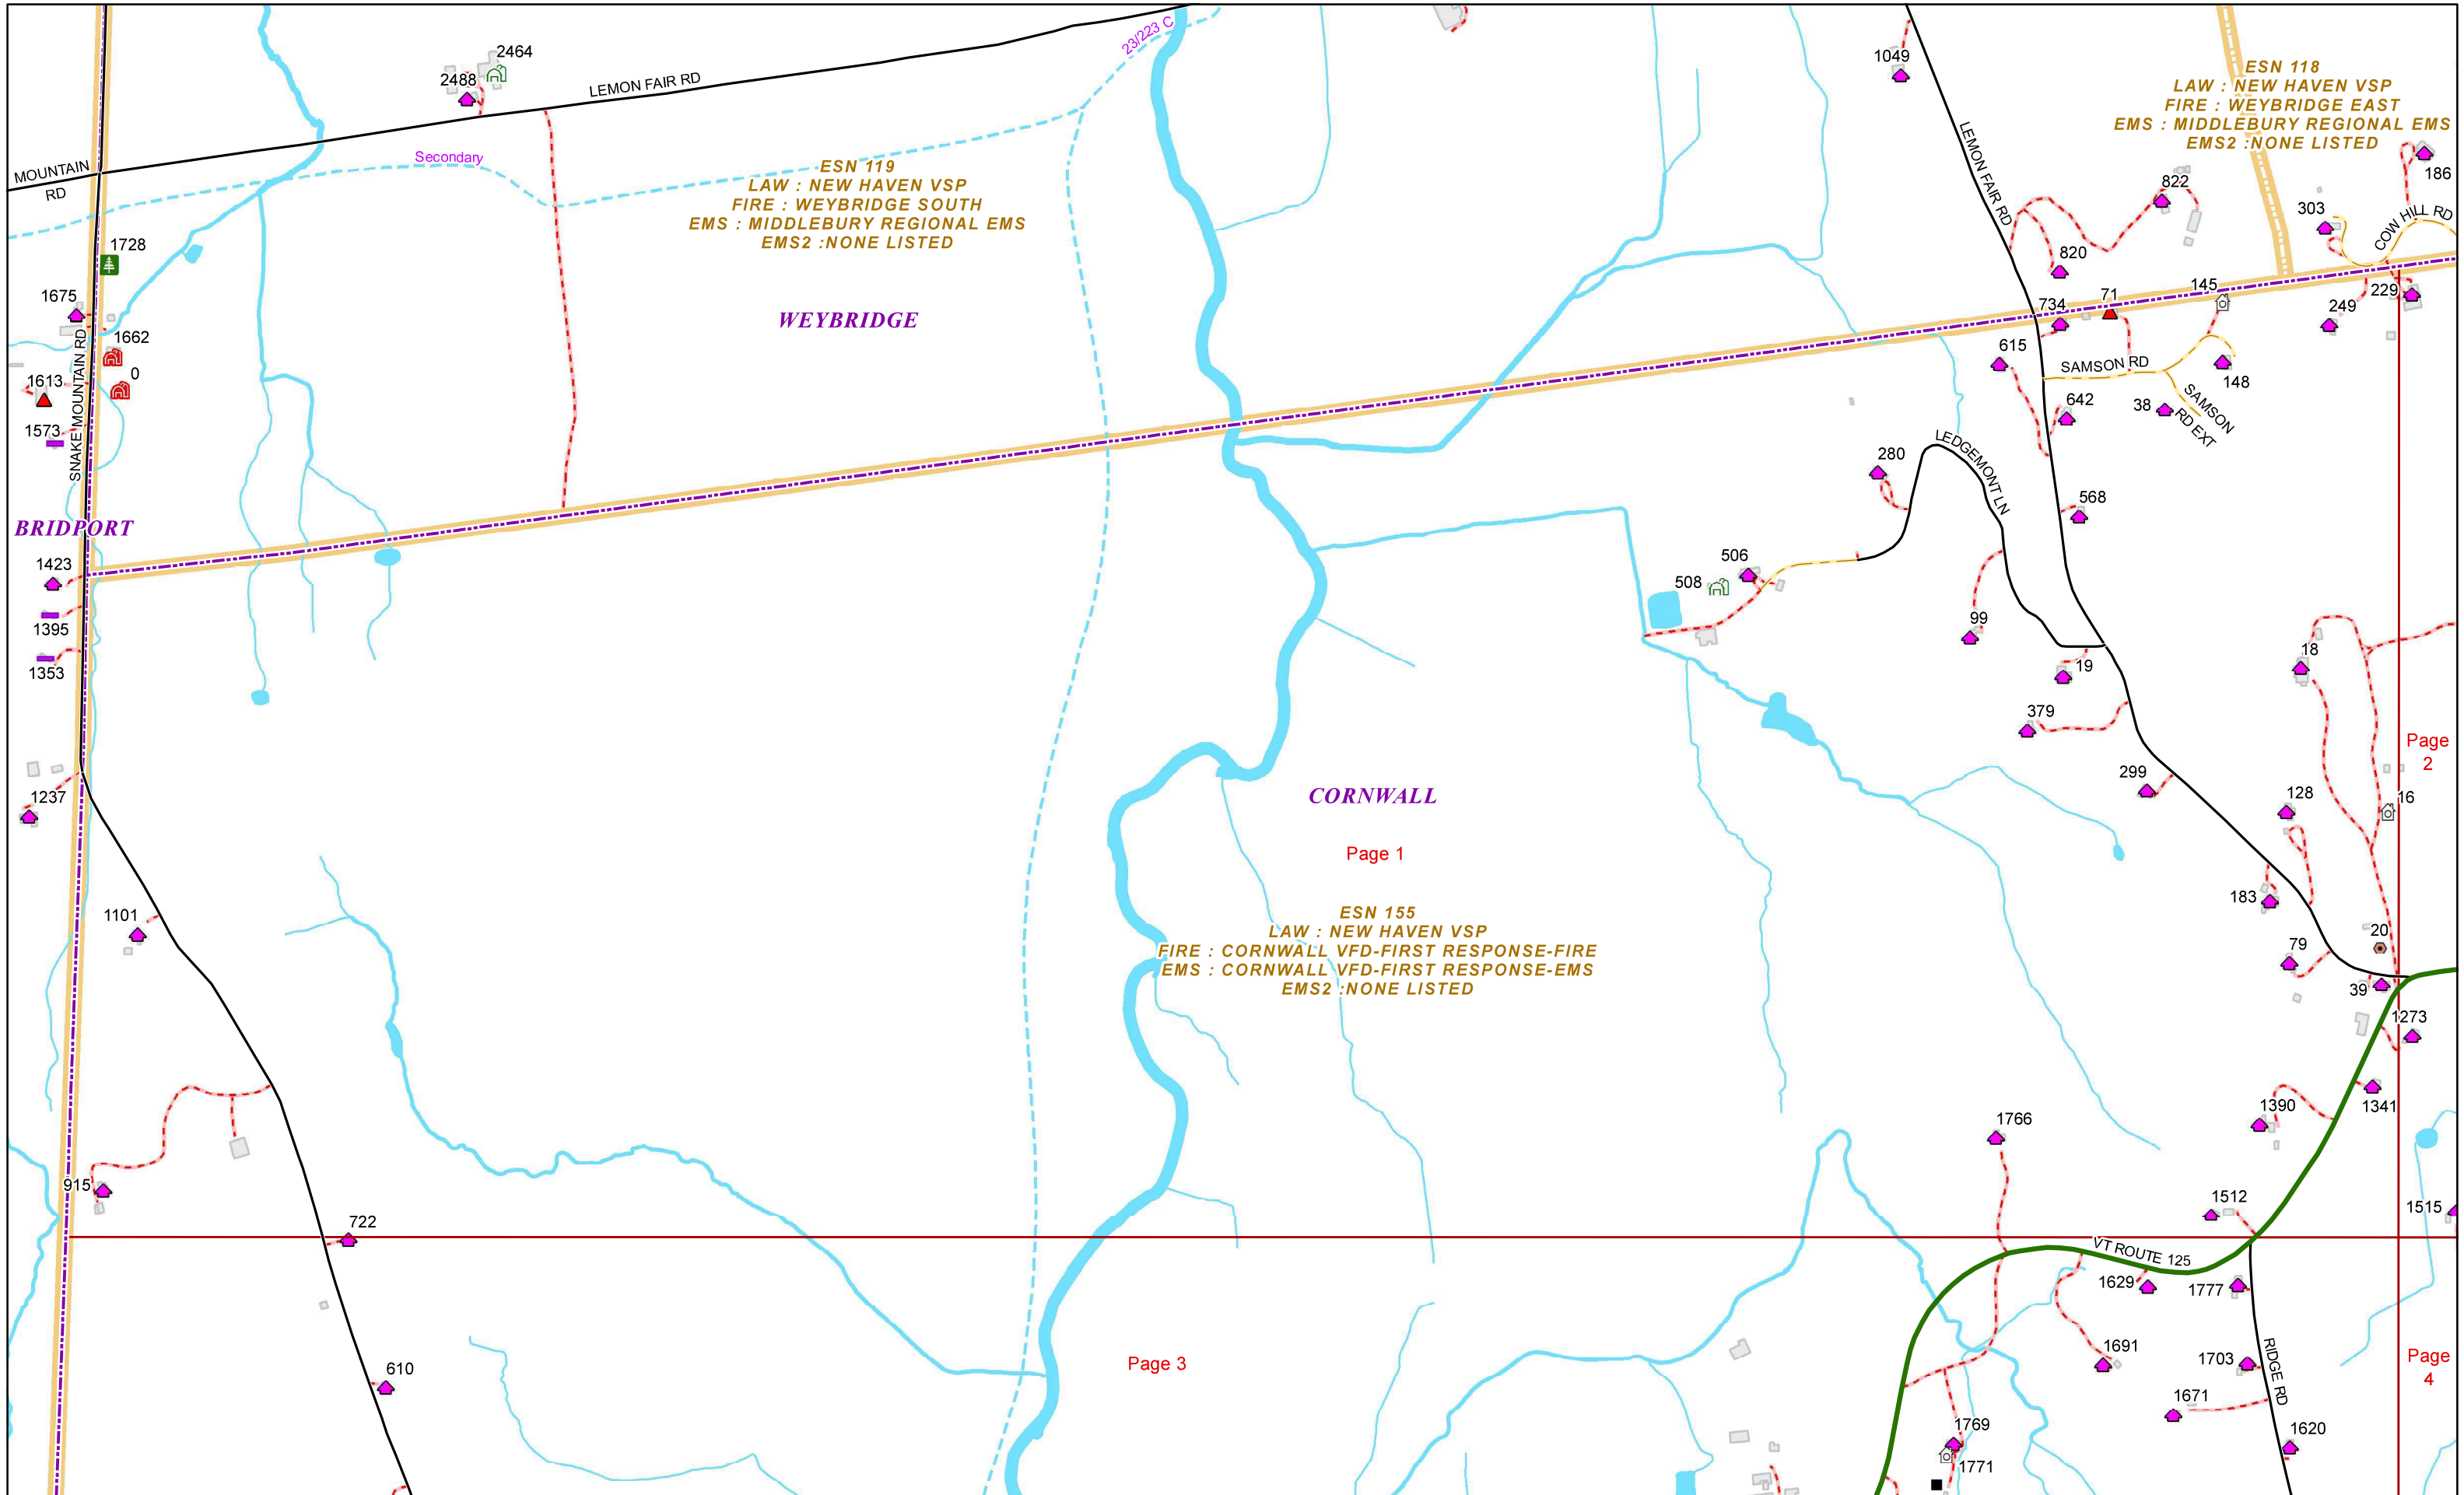 23/223 C
2464
2488
LEMON FAIR RD
1049
ESN 118
LAW : NEW HAVEN VSP
FIRE : WEYBRIDGE EAST
EMS : MIDDLEBURY REGIONAL EMS
EMS2 :NONE LISTED
MOUNTAIN
RD
Secondary
ESN 119
LAW : NEW HAVEN VSP
FIRE : WEYBRIDGE SOUTH
EMS : MIDDLEBURY REGIONAL EMS
EMS2 :NONE LISTED
LEMON FAIR RD
186
822
303
COW HILL RD
1728
820
1675
734
71
145
249
229
WEYBRIDGE
1662
SNAKE MOUNTAIN RD
615
SAMSON RD
0
1613
148
642
38
SAMSON
RD EXT
1573
LEDGEMONT LN
280
568
BRIDPORT
506
508
1423
1395
99
1353
19
18
379
Page
2
299
1237
CORNWALL
128
16
Page 1
183
1101
ESN 155
LAW : NEW HAVEN VSP
FIRE : CORNWALL VFD-FIRST RESPONSE-FIRE
EMS : CORNWALL VFD-FIRST RESPONSE-EMS
EMS2 :NONE LISTED
20
79
39
1273
1390
1341
1766
915
1512
1515
722
VT ROUTE 125
1629
1777
1691
1703
RIDGE RD
Page 3
Page
4
610
1671
1769
1620
1771